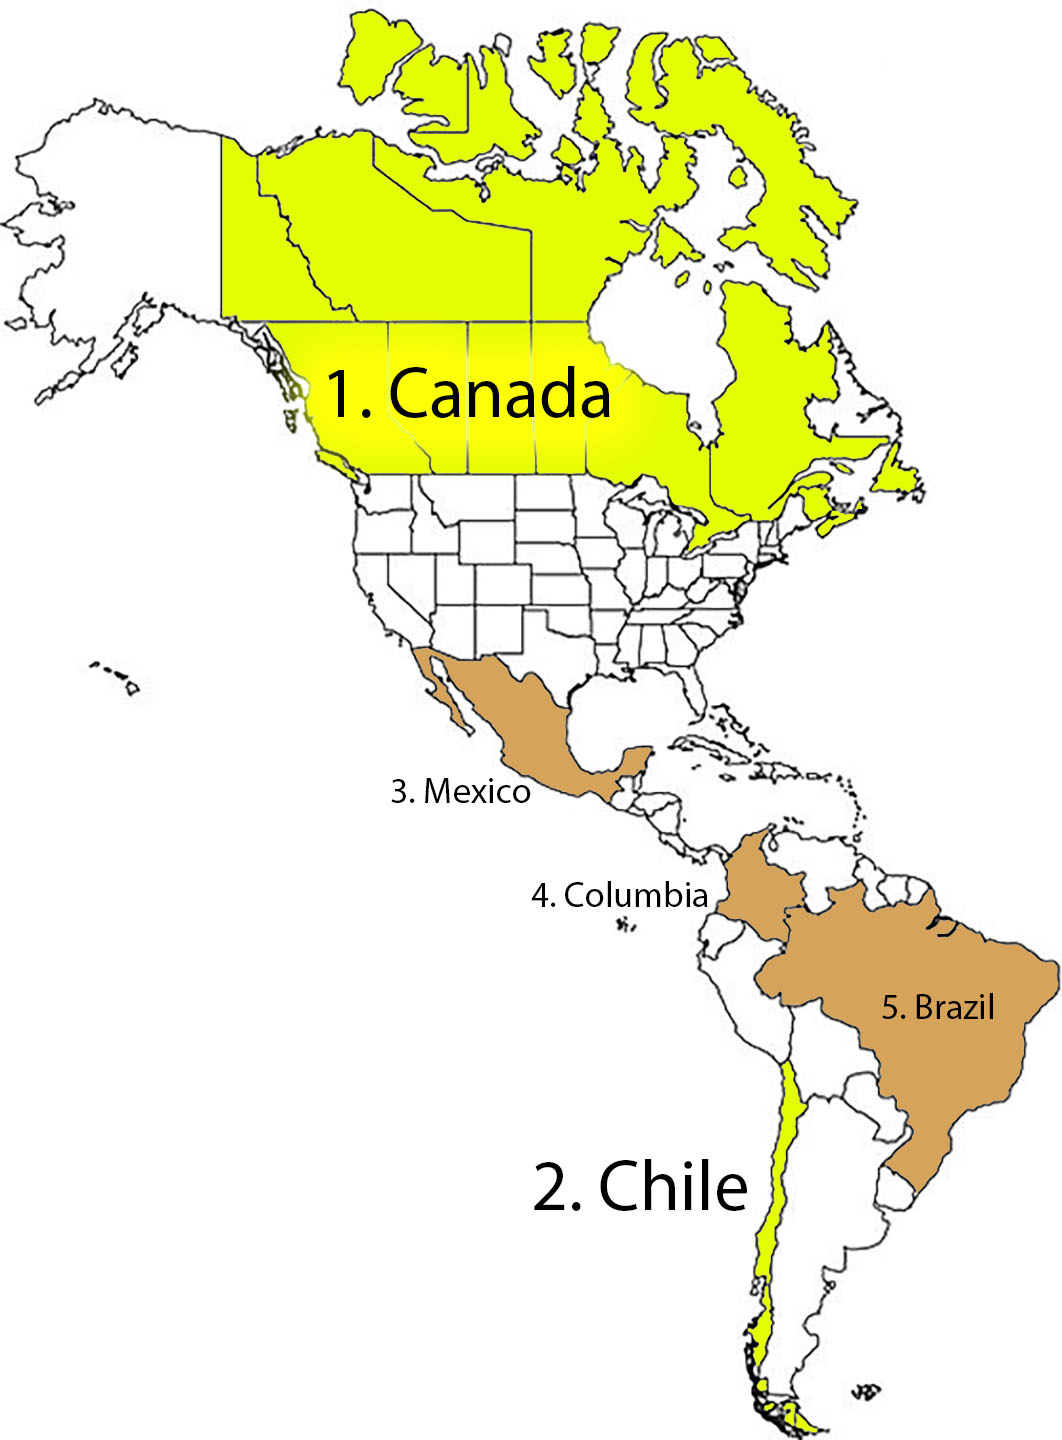 1. Canada
3. Mexico
4. Columbia
5. Brazil
2. Chile